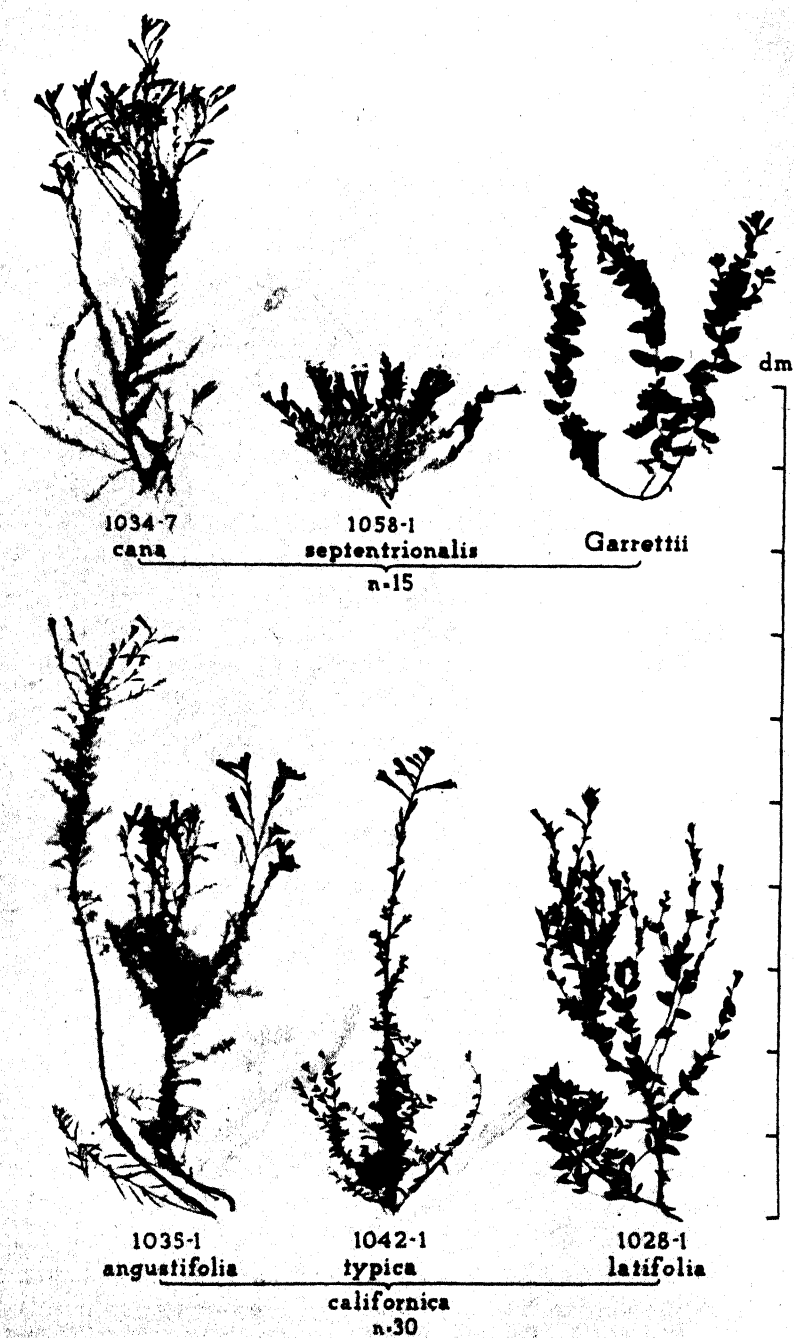 dm
1034-7
cana
1058-1
septentrionalis
Garrettii
n=15
1035-1
angustifolia
1042-1
typica
1028-1
latifolia
californica
n=30